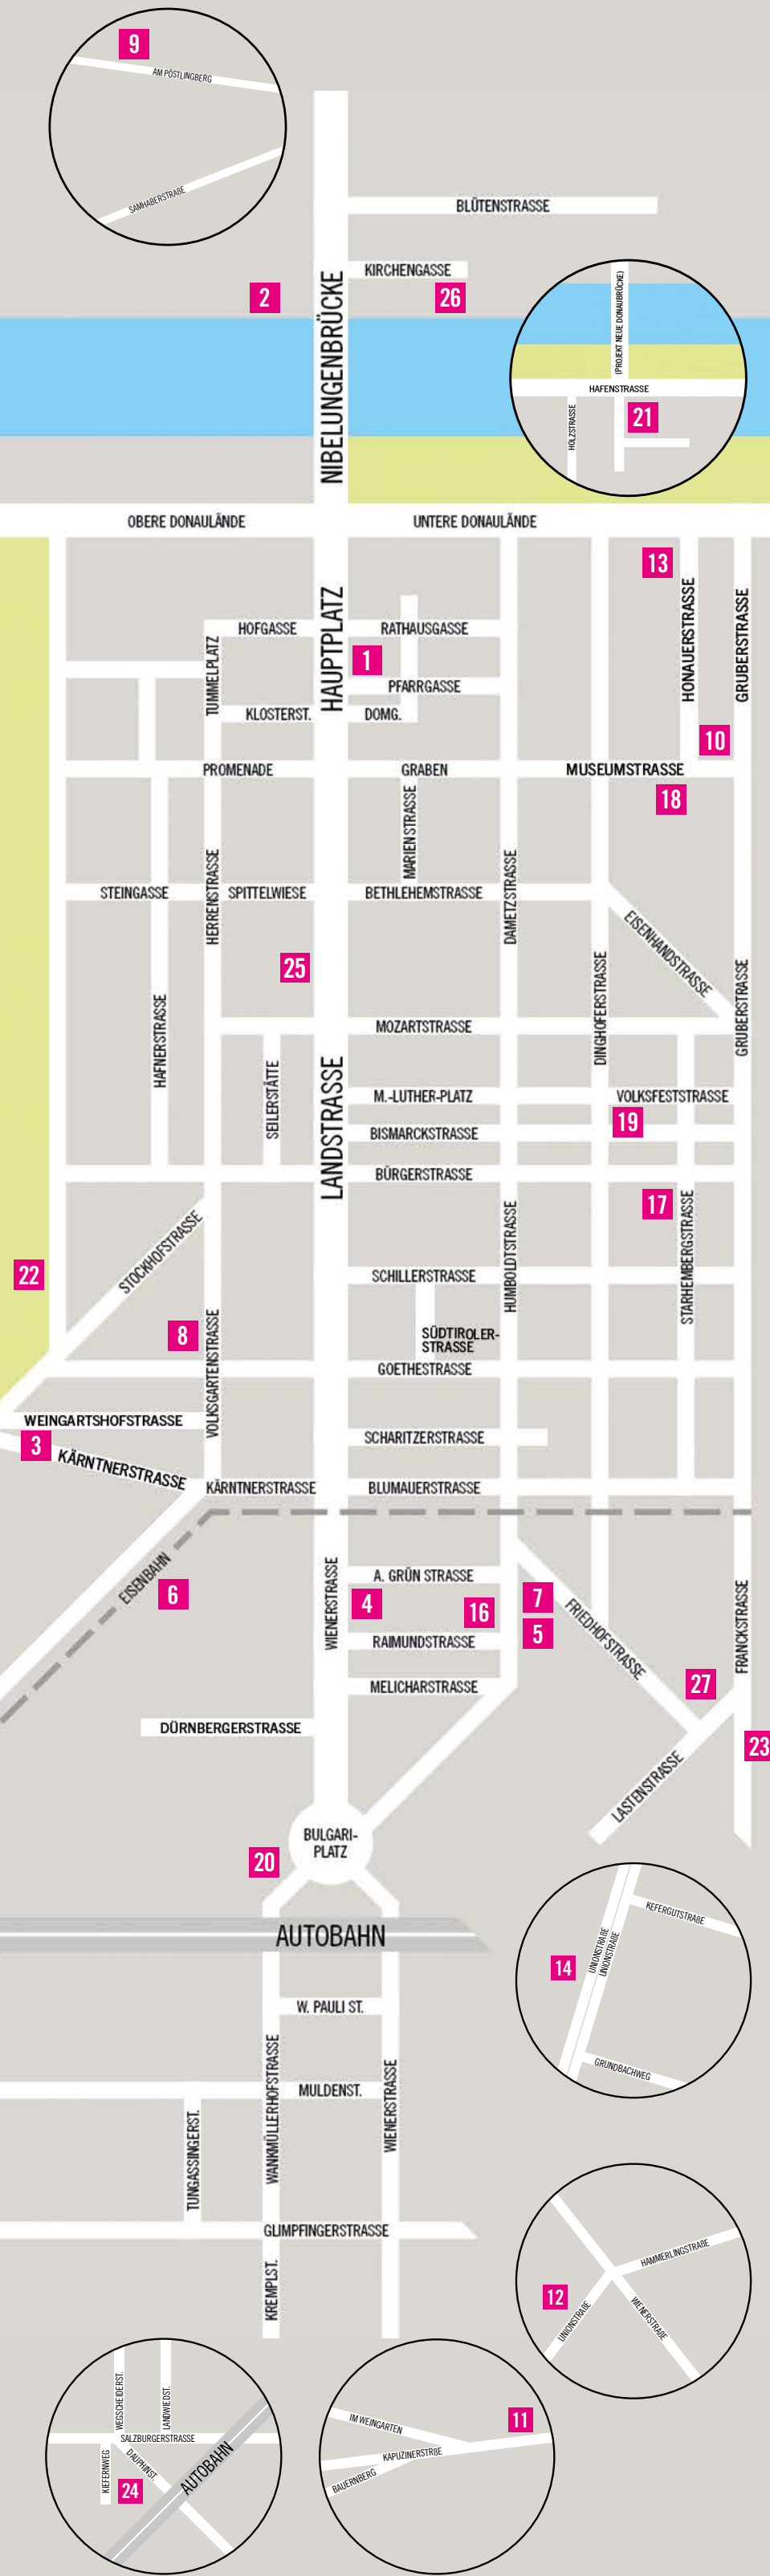 9
AM PÖSTLINGBERG
SAMHABERSTRAßE
BLÜTENSTRASSE
KIRCHENGASSE
2
26
NIBELUNGENBRÜCKE
(PROJEKT NEUE DONAUBRÜCKE)
HAFENSTRASSE
HOLZSTRASSE
21
OBERE DONAULÄNDE
UNTERE DONAULÄNDE
13
HOFGASSE
HAUPTPLATZ
RATHAUSGASSE
HONAUERSTRASSE
GRUBERSTRASSE
TUMMELPLATZ
1
PFARRGASSE
KLOSTERST.
DOMG.
10
PROMENADE
GRABEN
MUSEUMSTRASSE
18
MARIENSTRASSE
STEINGASSE
HERRENSTRASSE
SPITTELWIESE
BETHLEHEMSTRASSE
DAMETZSTRASSE
EISENHANDSTRASSE
25
DINGHOFERSTRASSE
GRUBERSTRASSE
HAFNERSTRASSE
MOZARTSTRASSE
SEILERSTÄTTE
LANDSTRASSE
M.-LUTHER-PLATZ
VOLKSFESTSTRASSE
19
BISMARCKSTRASSE
BÜRGERSTRASSE
17
STOCKHOFSTRASSE
HUMBOLDTSTRASSE
STARHEMBERGSTRASSE
22
SCHILLERSTRASSE
8
VOLKSGARTENSTRASSE
SÜDTIROLER-
STRASSE
GOETHESTRASSE
WEINGARTSHOFSTRASSE
3
SCHARITZERSTRASSE
KÄRNTNERSTRASSE
KÄRNTNERSTRASSE
BLUMAUERSTRASSE
EISENBAHN
6
WIENERSTRASSE
A. GRÜN STRASSE
4
16
7
5
FRIEDHOFSTRASSE
FRANCKSTRASSE
RAIMUNDSTRASSE
MELICHARSTRASSE
27
DÜRNBERGERSTRASSE
23
LASTENSTRASSE
BULGARI-
PLATZ
20
AUTOBAHN
KEFERGUTSTRAßE
UNIONSTRAßE
UNIONSTRAßE
14
GRUNDBACHWEG
W. PAULI ST.
WANKMÜLLERHOFSTRASSE
MULDENST.
WIENERSTRASSE
TUNGASSINGERST.
GLIMPFINGERSTRASSE
KREMPLST.
HAMMERLINGSTRAßE
12
UNIONSTRAßE
WIENERSTRAßE
WEGSCHEIDERST.
LANDWIEDST.
SALZBURGERSTRASSE
KIEFERNWEG
DAUPHINST.
24
AUTOBAHN
11
IM WEINGARTEN
KAPUZINERSTRßE
BAUERNBERG